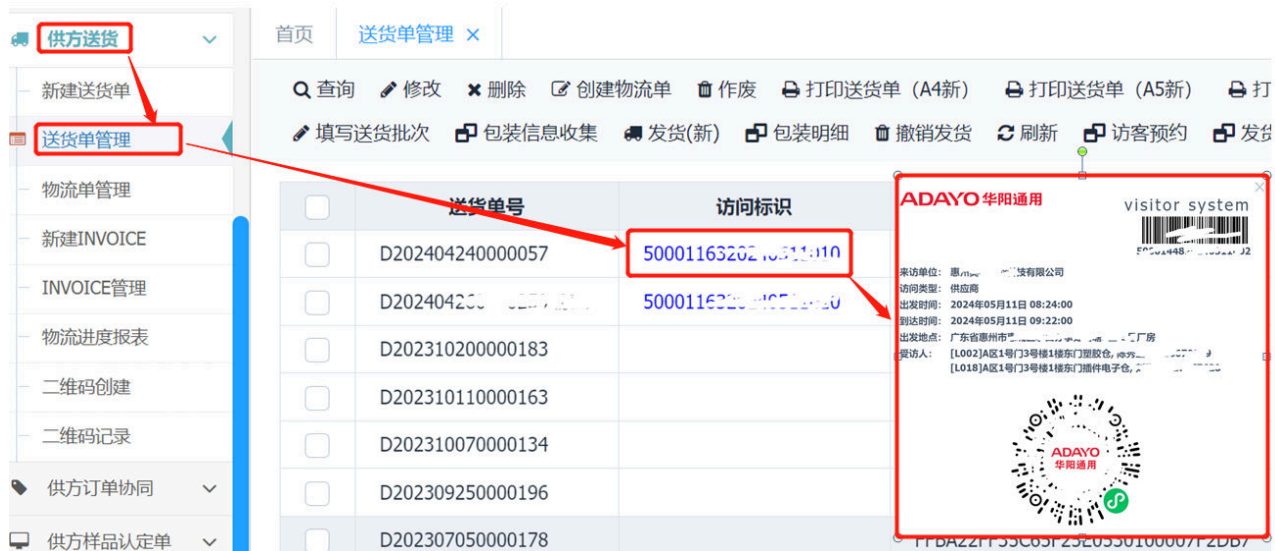 供方送货
新建送货单
送货单管理
物流单管理
新建INVOICE
INVOICE管理
物流进度报表
二维码创建
二维码记录
供方订单协同
供方样品认定单
首页 送货单管理 ×
查询 修改 删除 创建物流单 作废 打印送货单（A4新） 打印送货单（A5新） 打
填写送货批次 包装信息收集 发货(新) 包装明细 撤销发货 刷新 访客预约 发货
送货单号 访问标识
D202404240000057
D202310200000183
D202310110000163
D202310070000134
D202309250000196
D202307050000178
ADAYO 华阳通用
visitor system
来访单位：惠 技有限公司
访问类型：供应商
出发时间：2024年05月11日 08:24:00
到达时间：2024年05月11日 09:22:00
出发地点：广东省惠州市 厂房
受访人：[L002]A区1号门3号楼1楼东门塑胶仓,
[L018]A区1号门3号楼1楼东门插件电子仓,
ADAYO
华阳通用